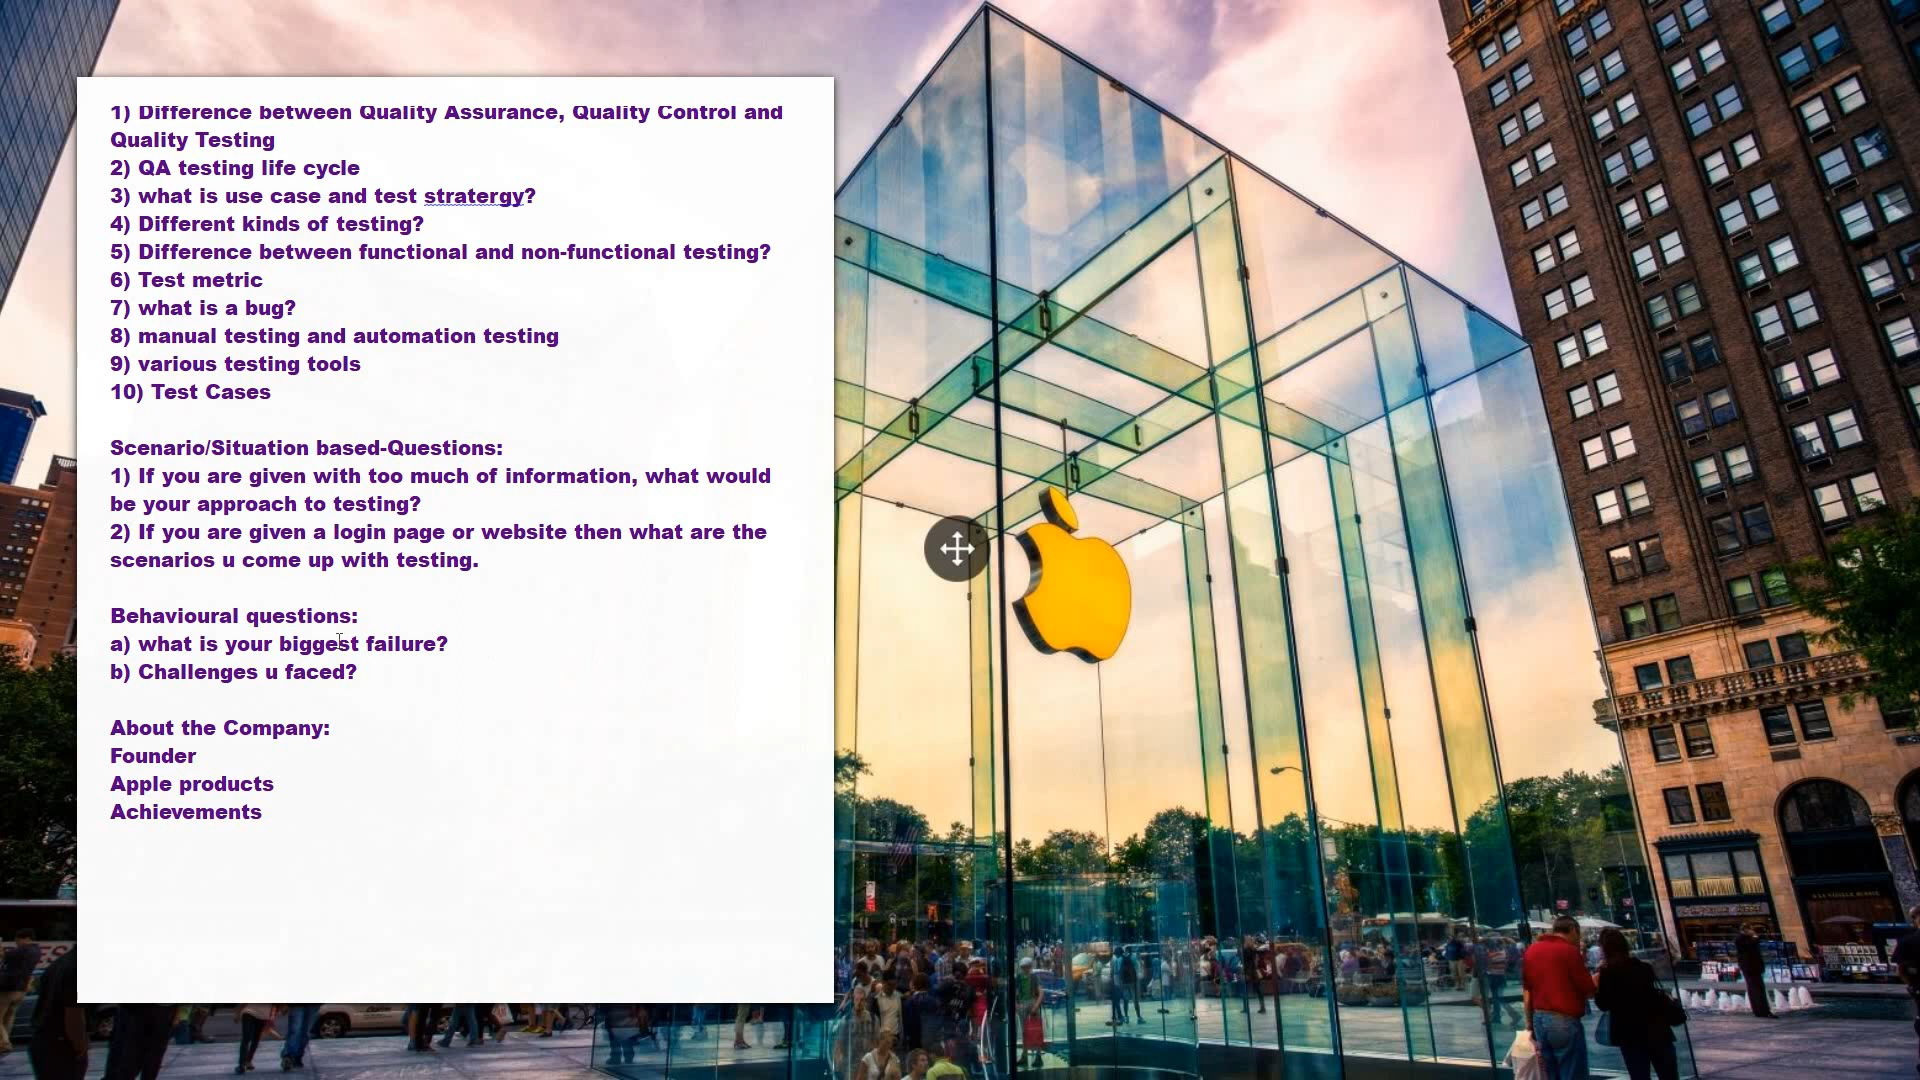 1) Difference between Quality Assurance, Quality Control and
Quality Testing
2) QA testing life cycle
3) what is use case and test stratergy?
4) Different kinds of testing?
5) Difference between functional and non-functional testing?
6) Test metric
7) what is a bug?
8) manual testing and automation testing
9) various testing tools
10) Test Cases
Scenario/Situation based-Questions:
1) If you are given with too much of information, what would
be your approach to testing?
2) If you are given a login page or website then what are the
scenarios u come up with testing.
Behavioural questions:
a) what is your biggest failure?
b) Challenges u faced?
About the Company:
Founder
Apple products
Achievements